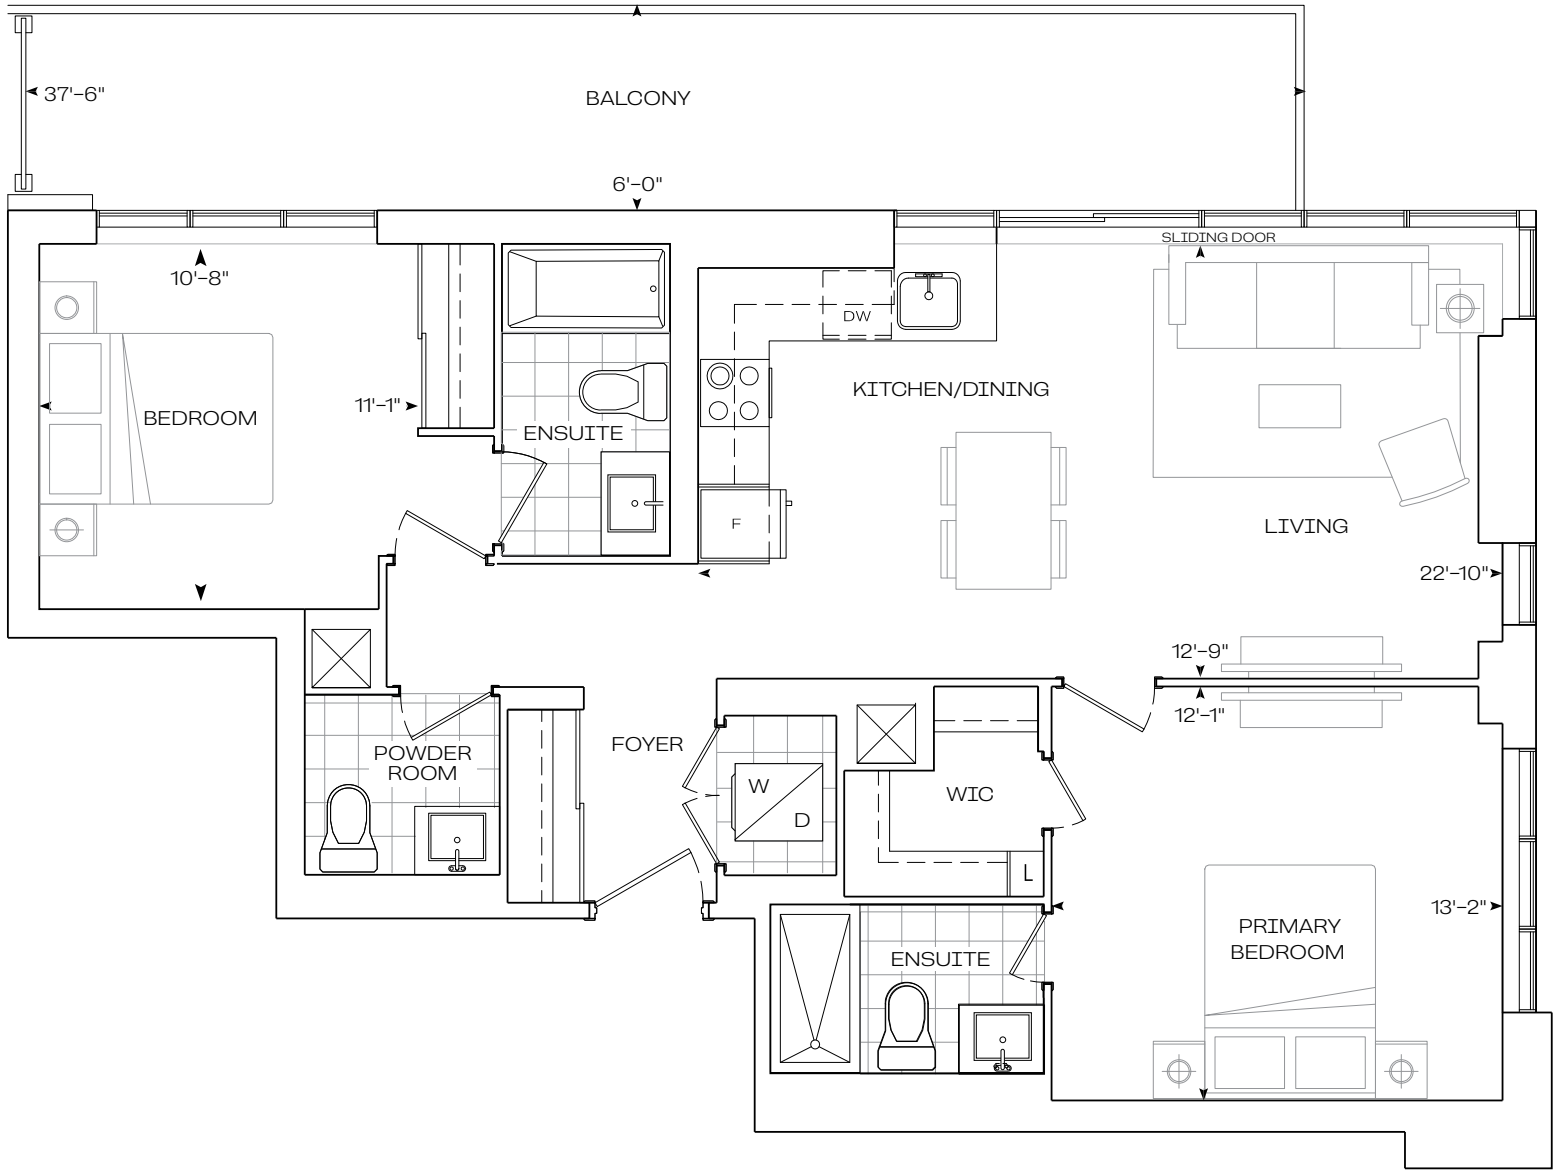 37'-6"
BALCONY
6'-0"
SLIDING DOOR
10'-8"
DW
KITCHEN/DINING
11'-1"
BEDROOM
ENSUITE
F
LIVING
22'-10"
12'-9"
12'-1"
FOYER
POWDER
ROOM
W
D
WIC
L
13'-2"
PRIMARY
BEDROOM
ENSUITE